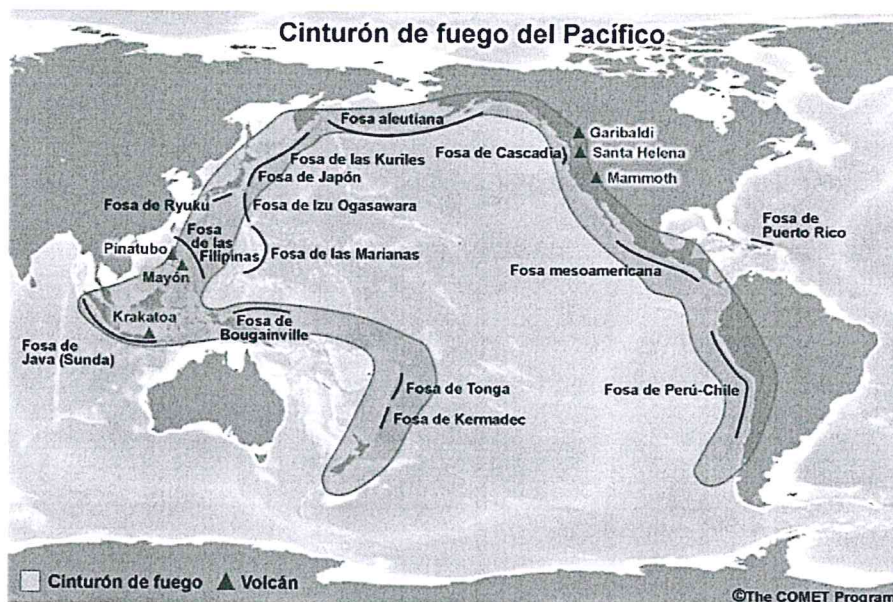 Cinturón de fuego del Pacífico
Fosa aleutiana
Garibaldi
Fosa de las Kuriles
Fosa de Cascadia
Santa Helena
Fosa de Japón
Mammoth
Fosa de Ryuku
Fosa de Izu Ogasawara
Fosa de
Puerto Rico
Pinatubo
Fosa
de las
Filipinas
Fosa de las Marianas
Mayón
Fosa mesoamericana
Krakatoa
Fosa de
Bougainville
Fosa de
Java (Sunda)
Fosa de Tonga
Fosa de Perú-Chile
Fosa de Kermadec
Cinturón de fuego
Volcán
©The COMET Program